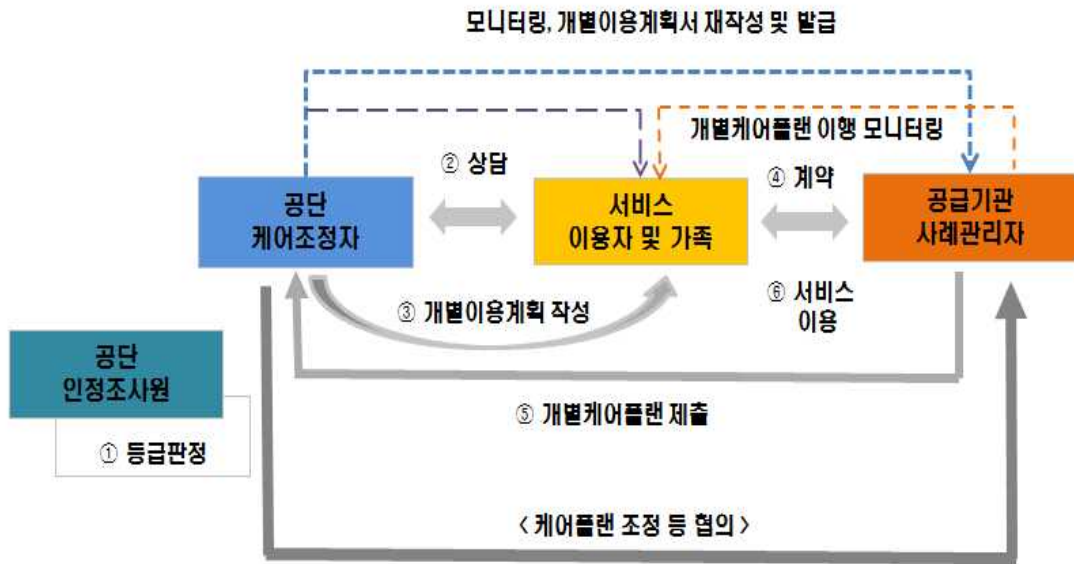 모니터링, 개별이용계획서 재작성 및 발급
개별케어플랜 이행 모니터링
② 상담
④ 계약
공단
케어조정자
서비스
이용자 및 가족
공급기관
사례관리자
③ 개별이용계획 작성
⑥ 서비스
이용
공단
인정조사원
⑤ 개별케어플랜 제출
① 등급판정
< 케어플랜 조정 등 협의 >